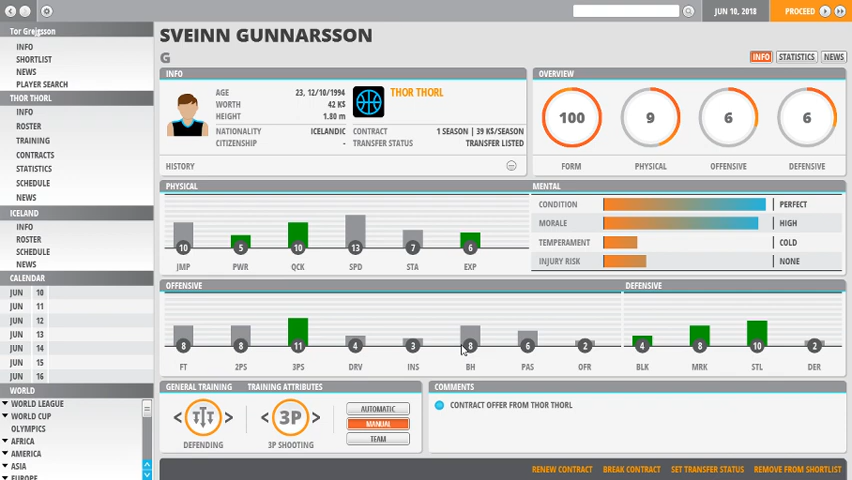 JUN 10, 2018 PROCEED
Tor Grejgsson
INFO
SHORTLIST
NEWS
PLAYER SEARCH
THOR THORL
INFO
ROSTER
TRAINING
CONTRACTS
STATISTICS
SCHEDULE
NEWS
ICELAND
INFO
ROSTER
SCHEDULE
NEWS
CALENDAR
JUN 10
JUN 11
JUN 12
JUN 13
JUN 14
JUN 15
JUN 16
WORLD
WORLD LEAGUE
WORLD CUP
OLYMPICS
AFRICA
AMERICA
ASIA
EUROPE
SVEINN GUNNARSSON
G
INFO STATISTICS NEWS
INFO
AGE 23, 12/10/1994
WORTH 42 K$
HEIGHT 1.80 m
NATIONALITY ICELANDIC
CITIZENSHIP -
THOR THORL
CONTRACT 1 SEASON | 39 K$/SEASON
TRANSFER STATUS TRANSFER LISTED
HISTORY
OVERVIEW
100 9 6 6
FORM PHYSICAL OFFENSIVE DEFENSIVE
PHYSICAL
10 5 10 13 7 6
JMP PWR QCK SPD STA EXP
MENTAL
CONDITION PERFECT
MORALE HIGH
TEMPERAMENT COLD
INJURY RISK NONE
OFFENSIVE
8 8 11 4 3 8 6 2
FT 2PS 3PS DRV INS BH PAS OFR
DEFENSIVE
4 8 10 2
BLK MRK STL DER
GENERAL TRAINING TRAINING ATTRIBUTES
< > < 3P >
DEFENDING 3P SHOOTING
AUTOMATIC
MANUAL
TEAM
COMMENTS
CONTRACT OFFER FROM THOR THORL
RENEW CONTRACT BREAK CONTRACT SET TRANSFER STATUS REMOVE FROM SHORTLIST